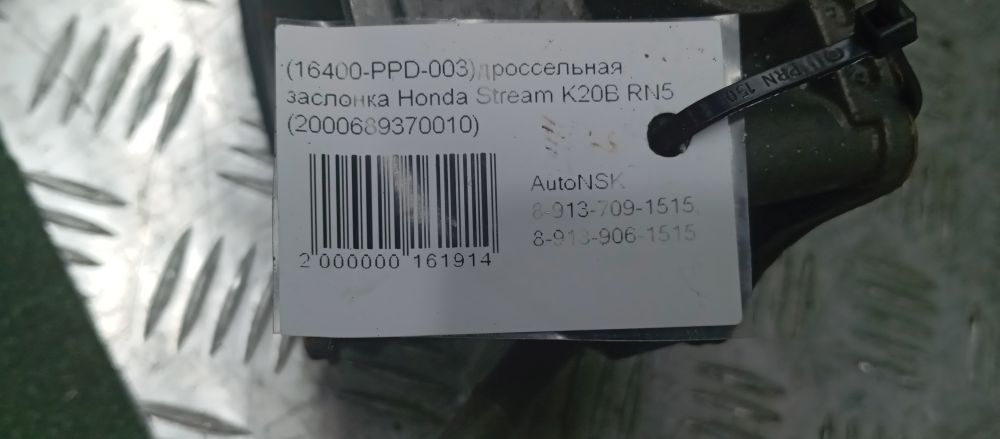 (16400-PPD-003)дроссельная
заслонка Honda Stream K20B RN5
(2000689370010)
AutoNSK
8-913-709-1515,
8-913-906-1515
2 000000 161914